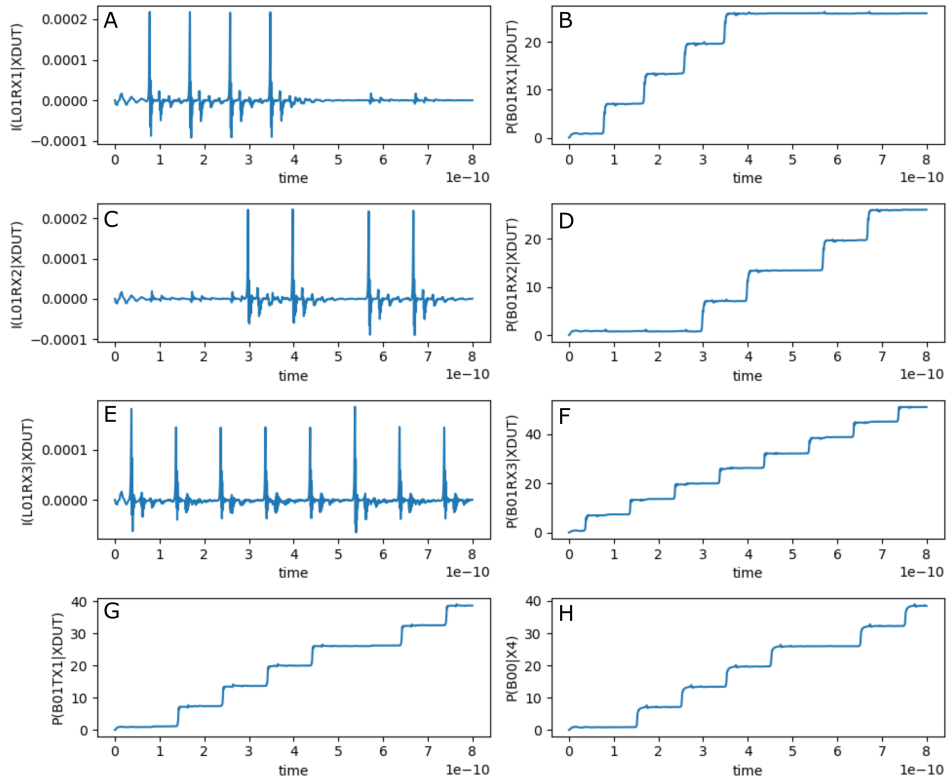 A
I(L01RX1|XDUT)
0.0002
0.0001
0.0000
−0.0001
0 1 2 3 4 5 6 7 8
time
1e−10
B
P(B01RX1|XDUT)
20
10
0
0 1 2 3 4 5 6 7 8
time
1e−10
C
I(L01RX2|XDUT)
0.0002
0.0001
0.0000
−0.0001
0 1 2 3 4 5 6 7 8
time
1e−10
D
P(B01RX2|XDUT)
20
10
0
0 1 2 3 4 5 6 7 8
time
1e−10
E
I(L01RX3|XDUT)
0.0001
0.0000
0 1 2 3 4 5 6 7 8
time
1e−10
F
P(B01RX3|XDUT)
40
20
0
0 1 2 3 4 5 6 7 8
time
1e−10
G
P(B01TX1|XDUT)
40
30
20
10
0
0 1 2 3 4 5 6 7 8
time
1e−10
H
P(B00|X4)
40
30
20
10
0
0 1 2 3 4 5 6 7 8
time
1e−10